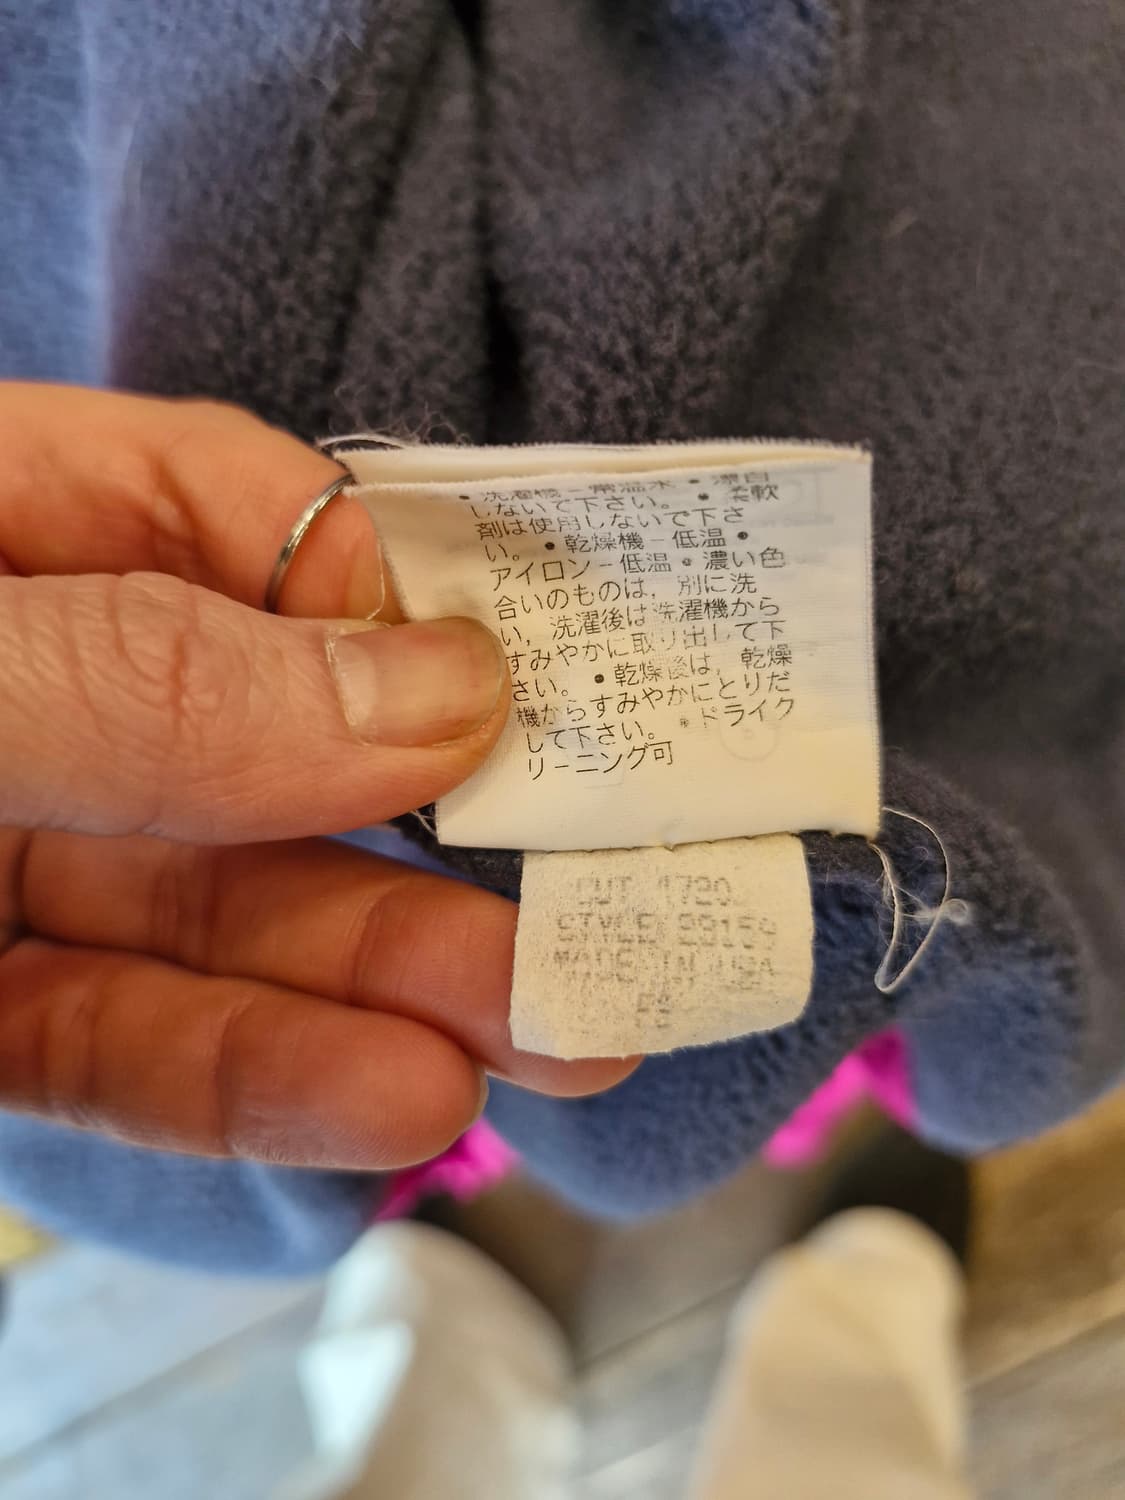 • 洗濯機 – 常温水 • 漂白
しないで下さい。 • 柔軟
剤は使用しないで下さ
い。 • 乾燥機 – 低温 •
アイロン – 低温 • 濃い色
合いのものは, 別に洗
い, 洗濯後は洗濯機から
すみやかに取り出して下
さい。 • 乾燥後は, 乾燥
機からすみやかにとりだ
して下さい。 • ドライク
リーニング可
CUT
STYLE
MADE IN USA